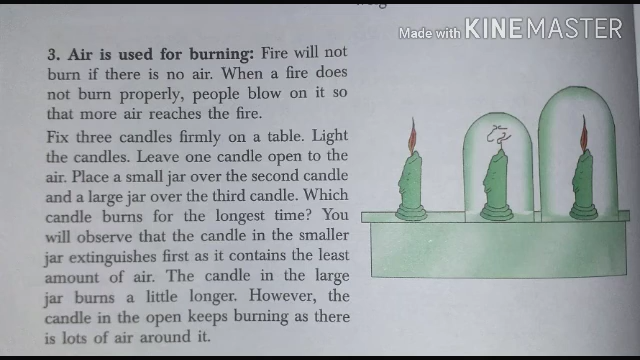 Made with KINEMASTER
3. Air is used for burning: Fire will not
burn if there is no air. When a fire does
not burn properly, people blow on it so
that more air reaches the fire.
Fix three candles firmly on a table. Light
the candles. Leave one candle open to the
air. Place a small jar over the second candle
and a large jar over the third candle. Which
candle burns for the longest time? You
will observe that the candle in the smaller
jar extinguishes first as it contains the least
amount of air. The candle in the large
jar burns a little longer. However, the
candle in the open keeps burning as there
is lots of air around it.